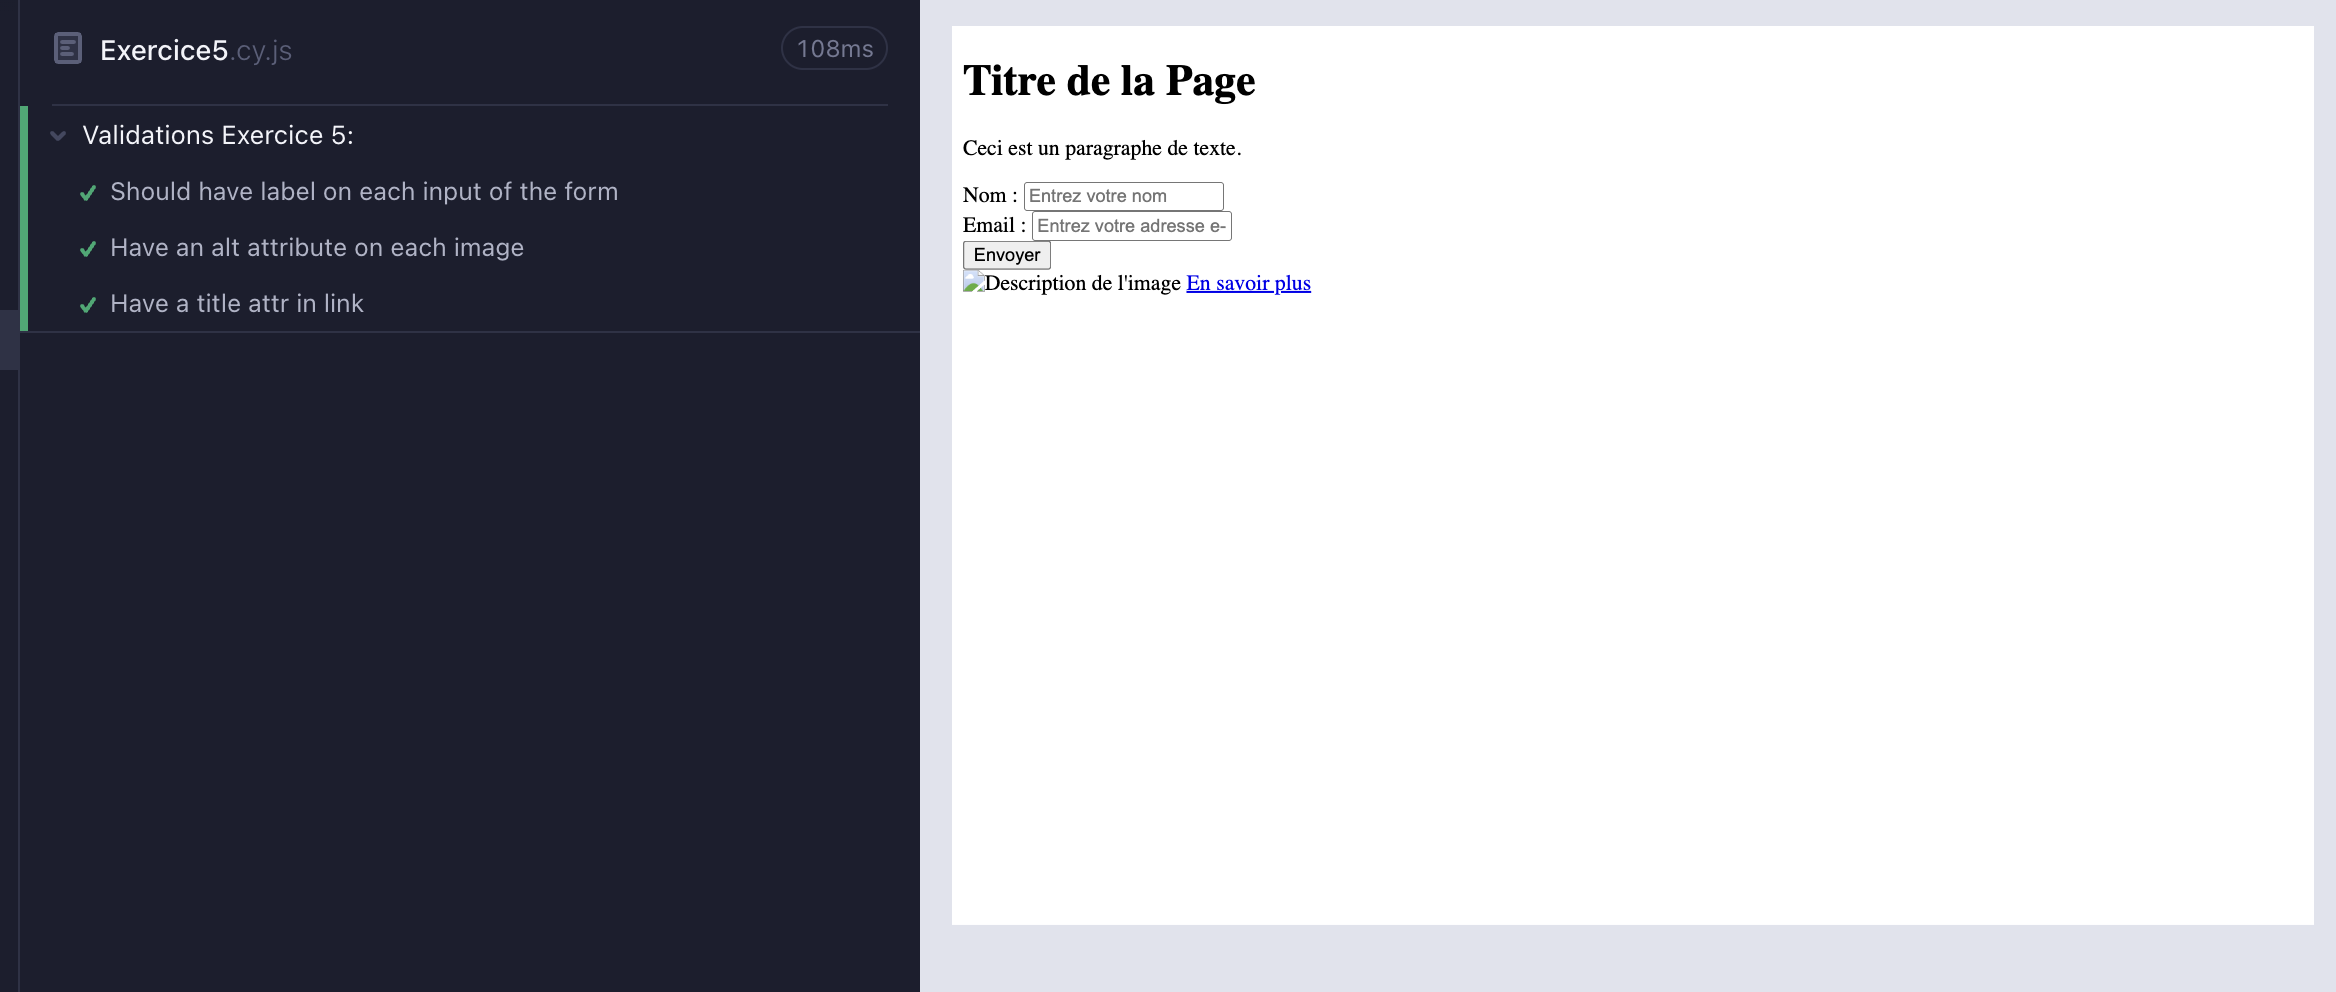 Exercice5.cy.js
108ms
Validations Exercice 5:
Should have label on each input of the form
Have an alt attribute on each image
Have a title attr in link
Titre de la Page
Ceci est un paragraphe de texte.
Nom : Entrez votre nom
Email : Entrez votre adresse e-
Envoyer
Description de l'image En savoir plus